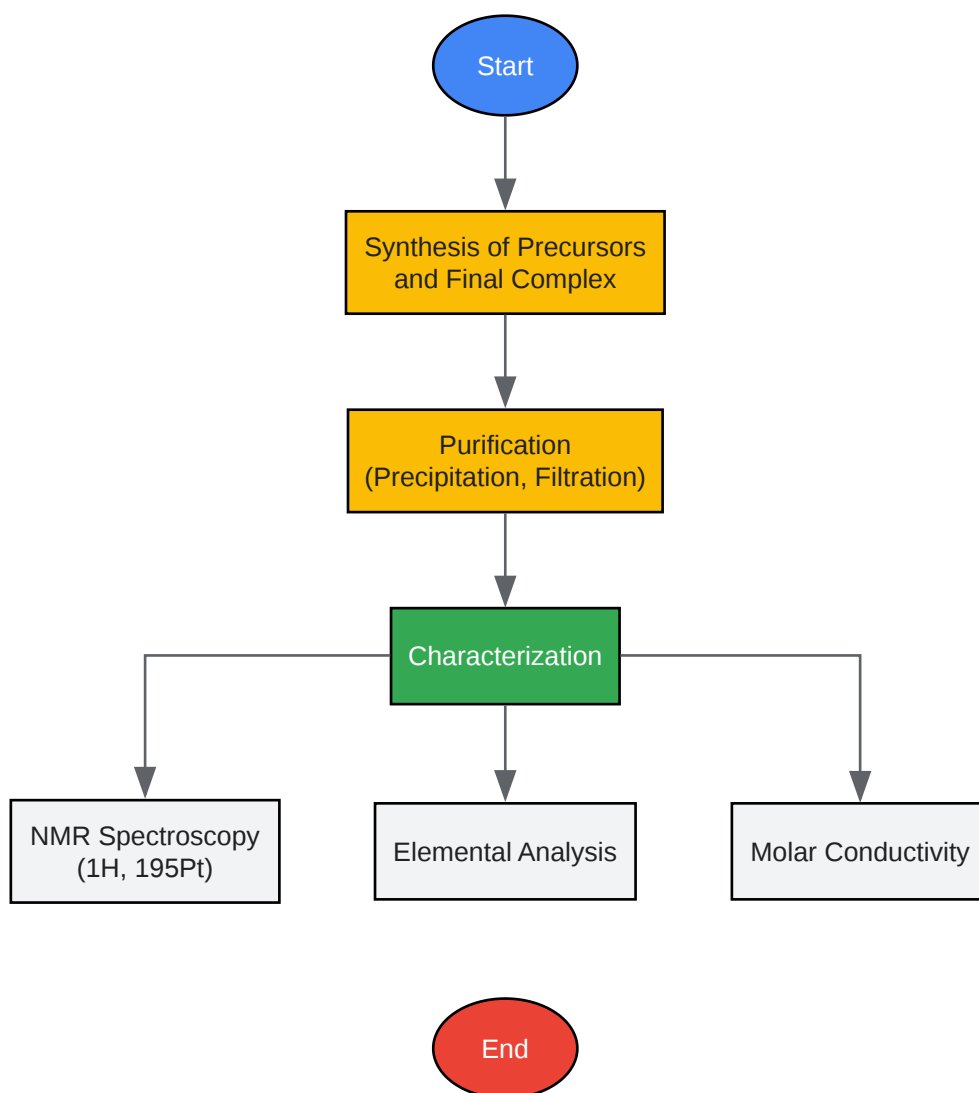 Start
Synthesis of Precursors
and Final Complex
Purification
(Precipitation, Filtration)
Characterization
NMR Spectroscopy
(1H, 195Pt)
Elemental Analysis
Molar Conductivity
End